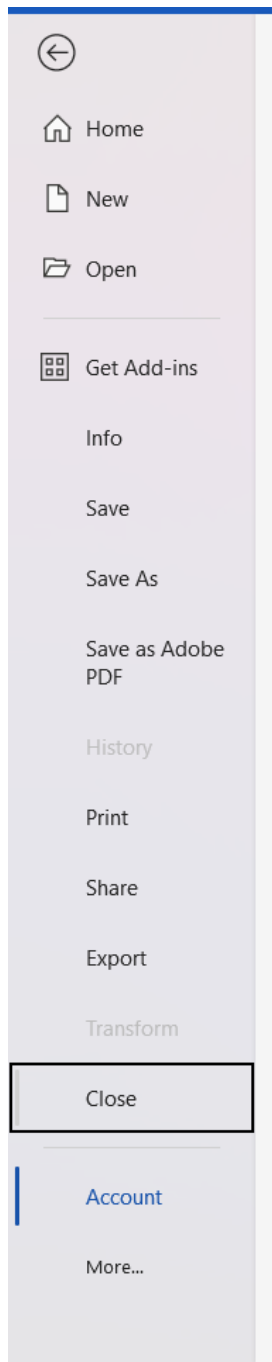 Home
New
Open
Get Add-ins
Info
Save
Save As
Save as Adobe
PDF
History
Print
Share
Export
Transform
Close
Account
More...